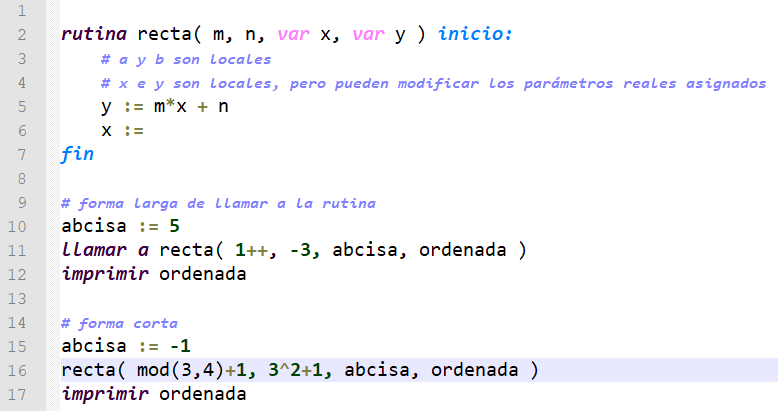 1
2 rutina recta( m, n, var x, var y ) inicio:
3 # a y b son locales
4 # x e y son locales, pero pueden modificar los parámetros reales asignados
5 y := m*x + n
6 x :=
7 fin
8
9 # forma larga de llamar a la rutina
10 abcisa := 5
11 llamar a recta( 1++, -3, abcisa, ordenada )
12 imprimir ordenada
13
14 # forma corta
15 abcisa := -1
16 recta( mod(3,4)+1, 3^2+1, abcisa, ordenada )
17 imprimir ordenada